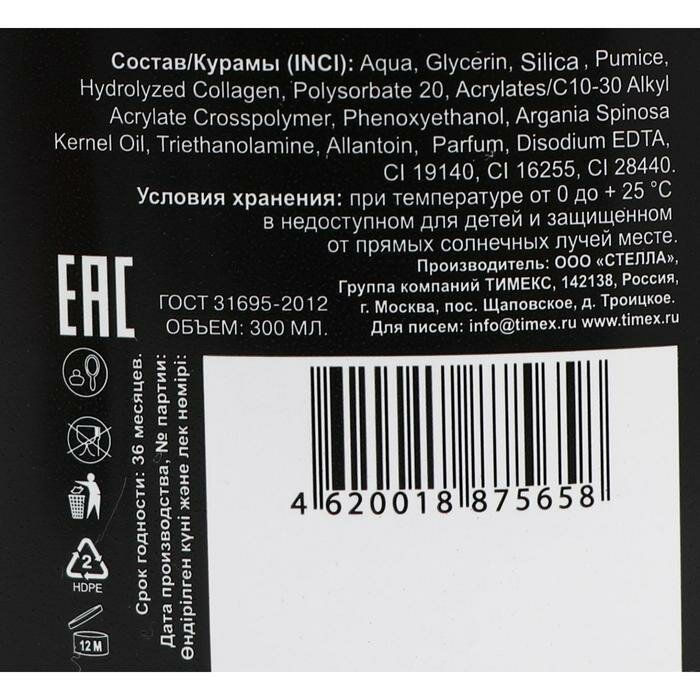 Состав/Курамы (INCI): Aqua, Glycerin, Silica, Pumice,
Hydrolyzed Collagen, Polysorbate 20, Acrylates/C10-30 Alkyl
Acrylate Crosspolymer, Phenoxyethanol, Argania Spinosa
Kernel Oil, Triethanolamine, Allantoin, Parfum, Disodium EDTA,
CI 19140, CI 16255, CI 28440.
Условия хранения: при температуре от 0 до + 25 °C
в недоступном для детей и защищенном
от прямых солнечных лучей месте.
Производитель: ООО «СТЕЛЛА»,
Группа компаний ТИМЕКС, 142138, Россия,
г. Москва, пос. Щаповское, д. Троицкое.
Для писем: info@timex.ru www.timex.ru
EAC
ГОСТ 31695-2012
ОБЪЕМ: 300 МЛ.
Срок годности: 36 месяцев.
Дата производства, № партии:
Өндірілген күні және лек нөмірі:
2
HDPE
12 M
4 620018 875658